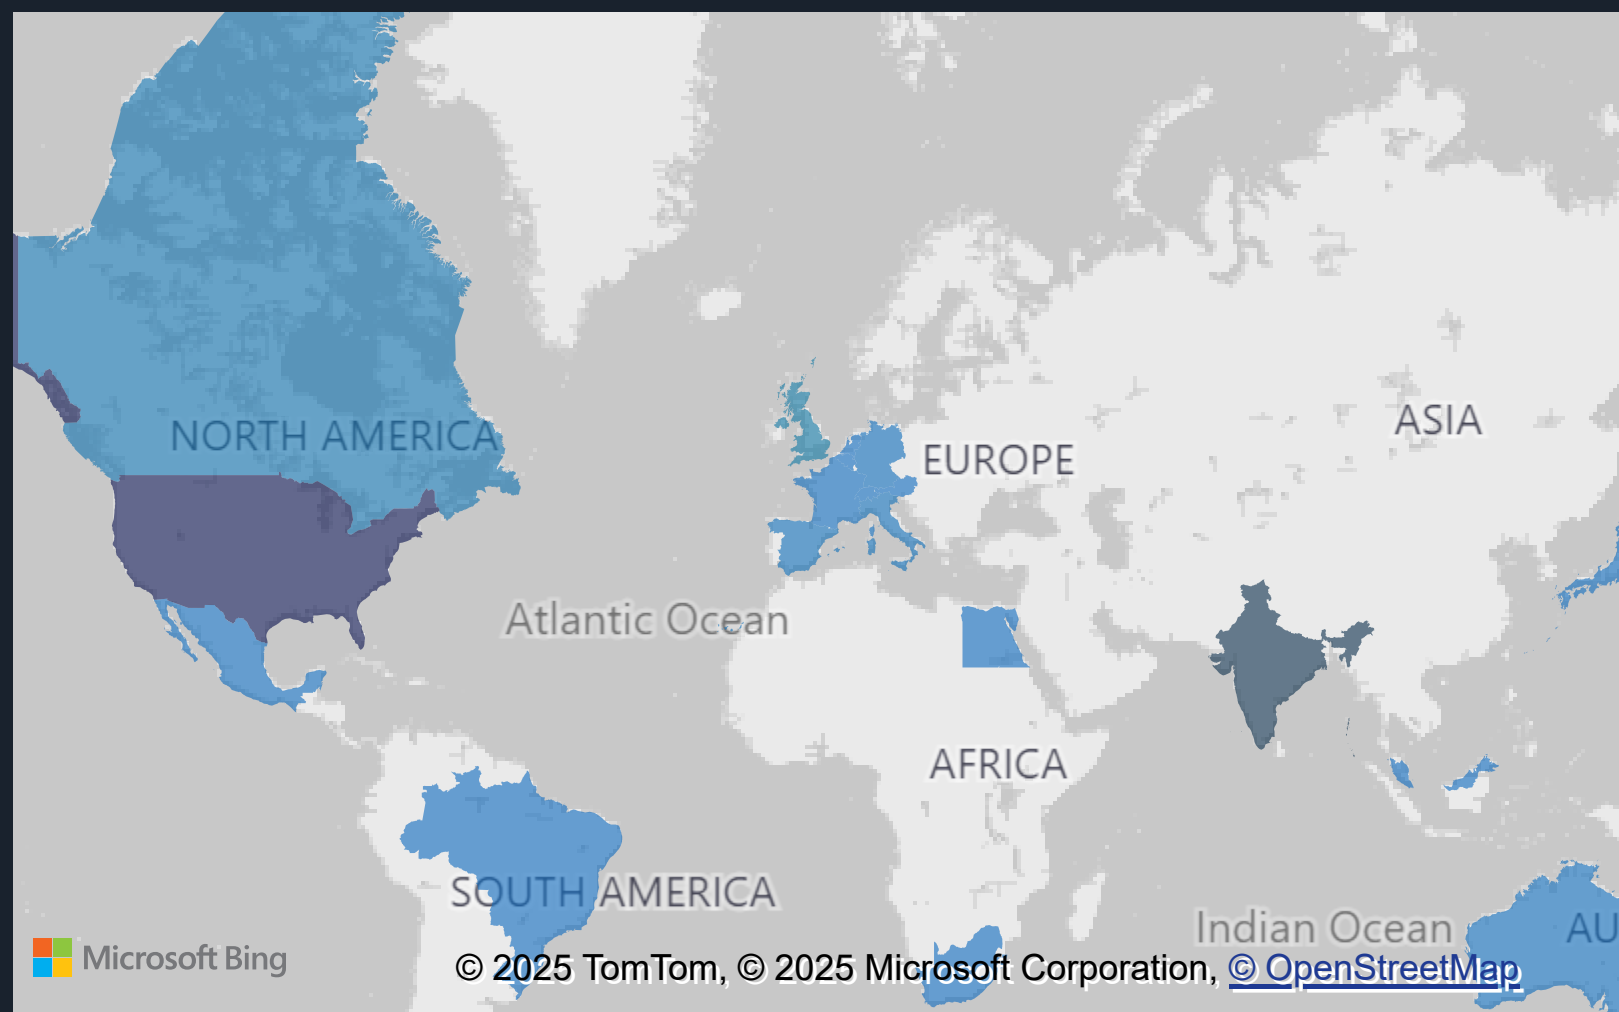 NORTH AMERICA
ASIA
EUROPE
Atlantic Ocean
AFRICA
SOUTH AMERICA
Indian Ocean
AU
Microsoft Bing
© 2025 TomTom, © 2025 Microsoft Corporation, © OpenStreetMap